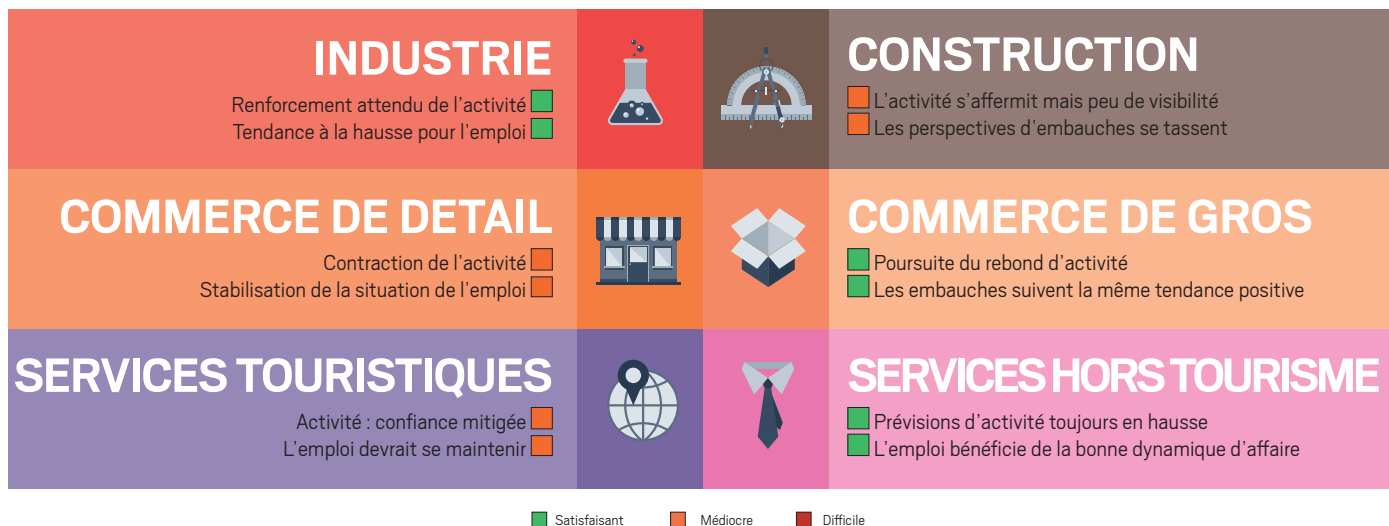 INDUSTRIE
Renforcement attendu de l'activité
Tendance à la hausse pour l'emploi
CONSTRUCTION
L'activité s'affermit mais peu de visibilité
Les perspectives d'embauches se tassent
COMMERCE DE DETAIL
Contraction de l'activité
Stabilisation de la situation de l'emploi
COMMERCE DE GROS
Poursuite du rebond d'activité
Les embauches suivent la même tendance positive
SERVICES TOURISTIQUES
Activité : confiance mitigée
L'emploi devrait se maintenir
SERVICES HORS TOURISME
Prévisions d'activité toujours en hausse
L'emploi bénéficie de la bonne dynamique d'affaire
Satisfaisant Médiocre Difficile